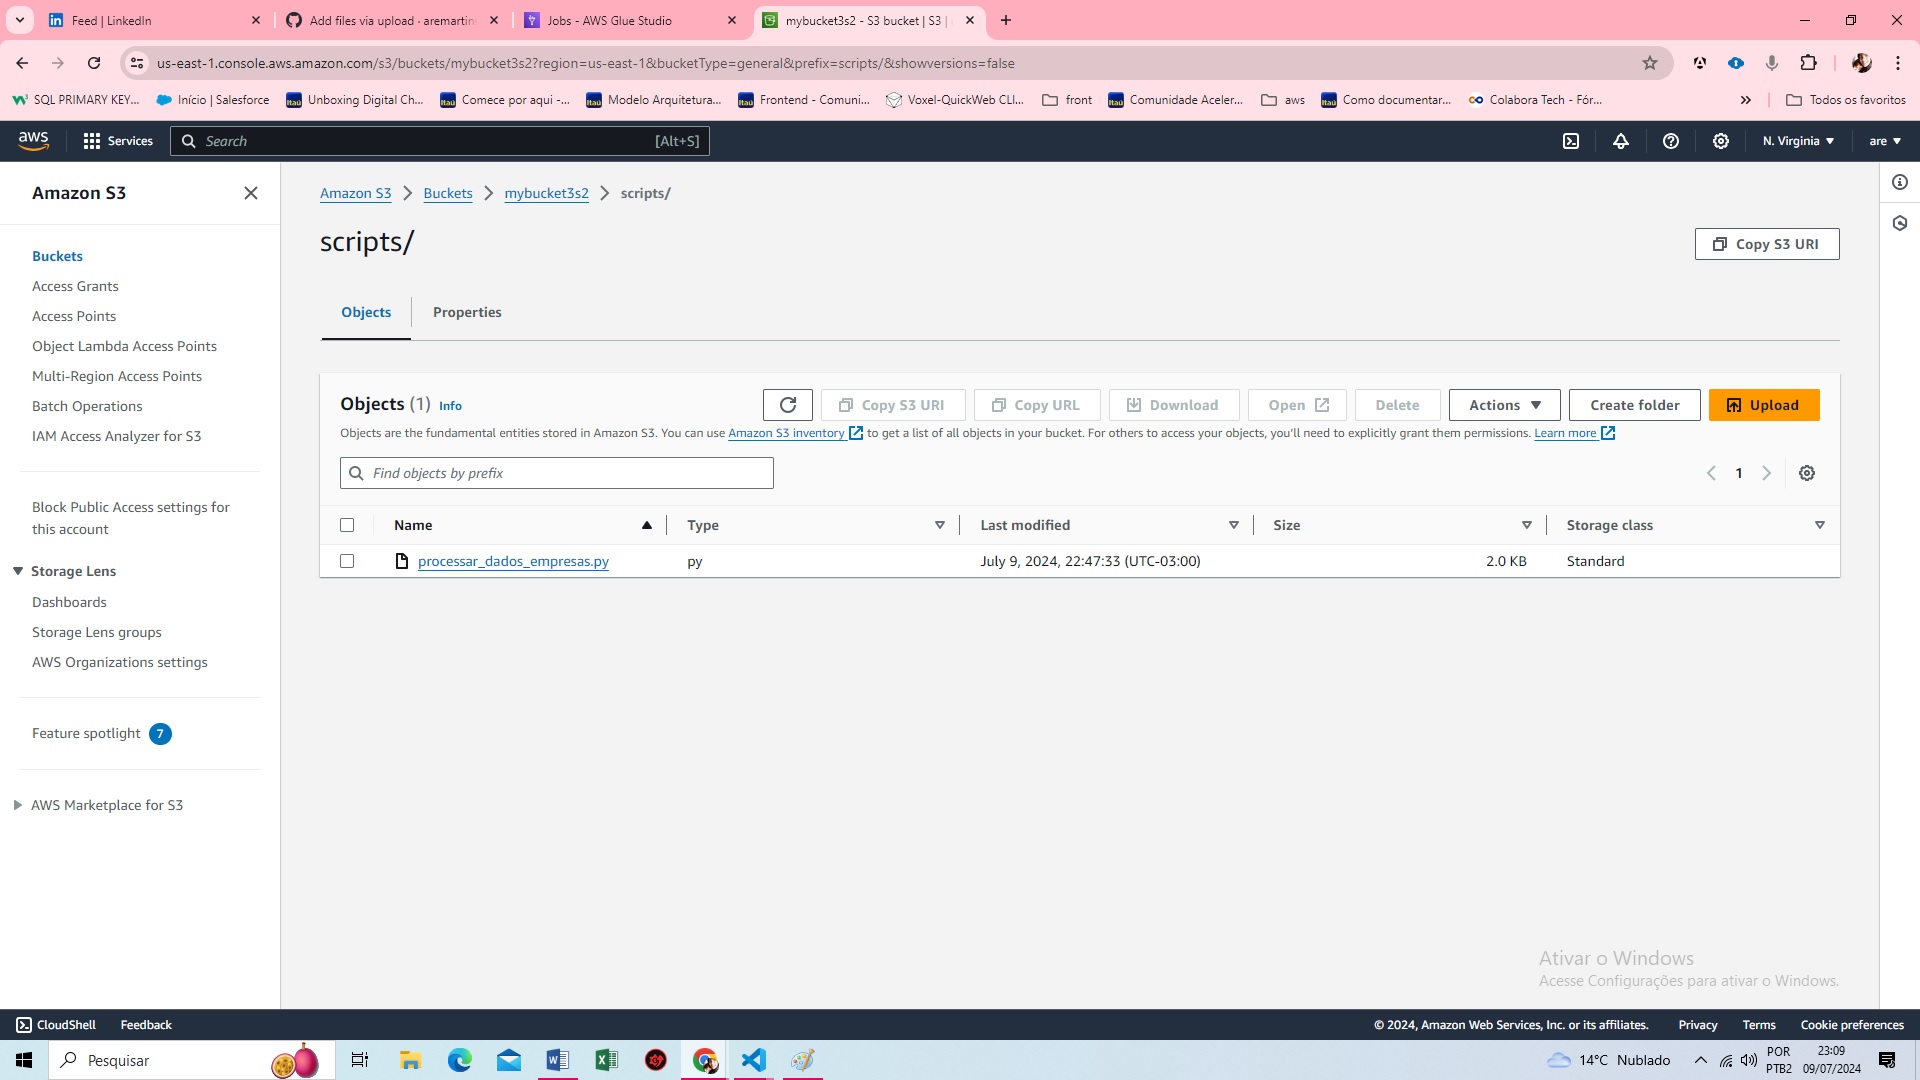 Feed | LinkedIn
Add files via upload · aremartins
Jobs - AWS Glue Studio
mybucket3s2 - S3 bucket | S3 |
us-east-1.console.aws.amazon.com/s3/buckets/mybucket3s2?region=us-east-1&bucketType=general&prefix=scripts/&showversions=false
SQL PRIMARY KEY...
Início | Salesforce
Unboxing Digital Ch...
Comece por aqui -...
Modelo Arquitetura...
Frontend - Comuni...
Voxel-QuickWeb CLI...
front
Comunidade Aceler...
aws
Como documentar...
Colabora Tech - Fór...
Todos os favoritos
aws
Services
Search
[Alt+S]
N. Virginia
are
Amazon S3
Buckets
Access Grants
Access Points
Object Lambda Access Points
Multi-Region Access Points
Batch Operations
IAM Access Analyzer for S3
Block Public Access settings for
this account
Storage Lens
Dashboards
Storage Lens groups
AWS Organizations settings
Feature spotlight 7
AWS Marketplace for S3
Amazon S3 > Buckets > mybucket3s2 > scripts/
scripts/
Copy S3 URI
Objects
Properties
Objects (1) Info
Copy S3 URI
Copy URL
Download
Open
Delete
Actions
Create folder
Upload
Objects are the fundamental entities stored in Amazon S3. You can use Amazon S3 inventory to get a list of all objects in your bucket. For others to access your objects, you'll need to explicitly grant them permissions. Learn more
Find objects by prefix
1
Name
Type
Last modified
Size
Storage class
processar_dados_empresas.py
py
July 9, 2024, 22:47:33 (UTC-03:00)
2.0 KB
Standard
Ativar o Windows
Acesse Configurações para ativar o Windows.
CloudShell
Feedback
© 2024, Amazon Web Services, Inc. or its affiliates.
Privacy
Terms
Cookie preferences
Pesquisar
14°C Nublado
POR
PTB2
23:09
09/07/2024